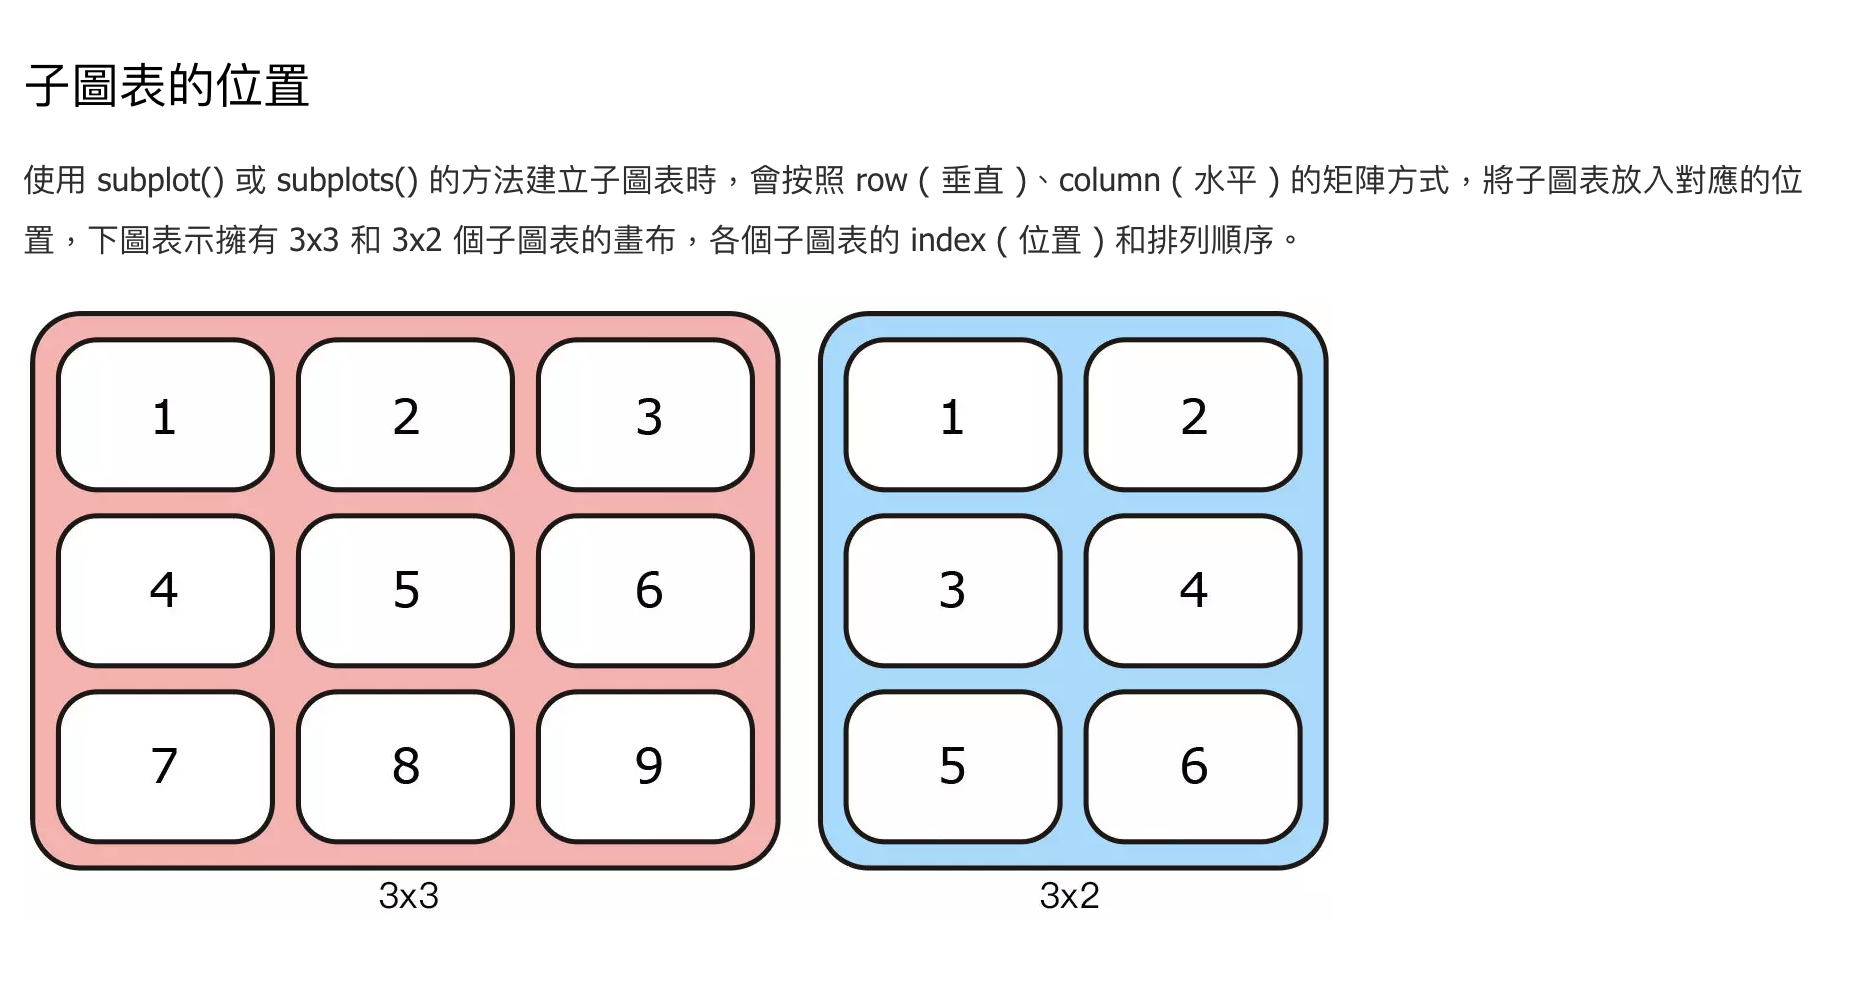 子圖表的位置
使用 subplot() 或 subplots() 的方法建立子圖表時，會按照 row ( 垂直 )、column ( 水平 ) 的矩陣方式，將子圖表放入對應的位
置，下圖表示擁有 3x3 和 3x2 個子圖表的畫布，各個子圖表的 index ( 位置 ) 和排列順序。
1 2 3
4 5 6
7 8 9
3x3
1 2
3 4
5 6
3x2